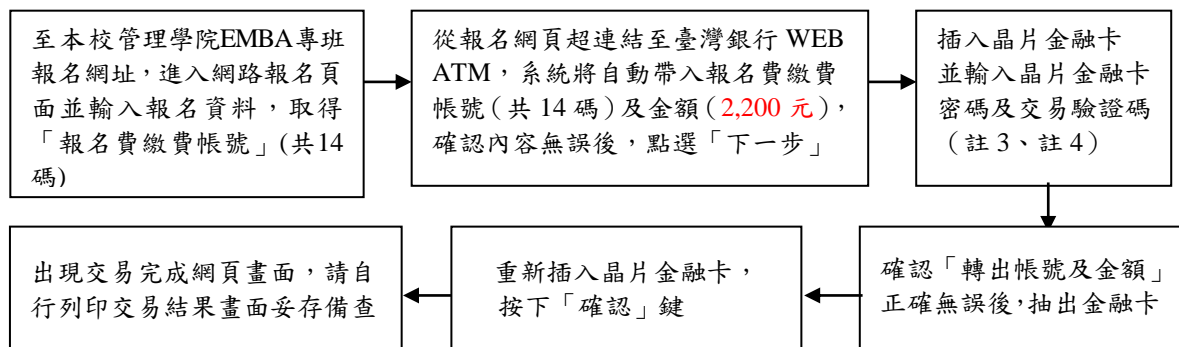 至本校管理學院EMBA專班
報名網址,進入網路報名頁
面並輸入報名資料,取得
「報名費繳費帳號」(共14
碼)
從報名網頁超連結至臺灣銀行 WEB
ATM,系統將自動帶入報名費繳費
帳號(共 14 碼)及金額(2,200 元),
確認內容無誤後,點選「下一步」
插入晶片金融卡
並輸入晶片金融卡
密碼及交易驗證碼
(註 3、註 4)
確認「轉出帳號及金額」
正確無誤後,抽出金融卡
重新插入晶片金融卡,
按下「確認」鍵
出現交易完成網頁畫面,請自
行列印交易結果畫面妥存備查